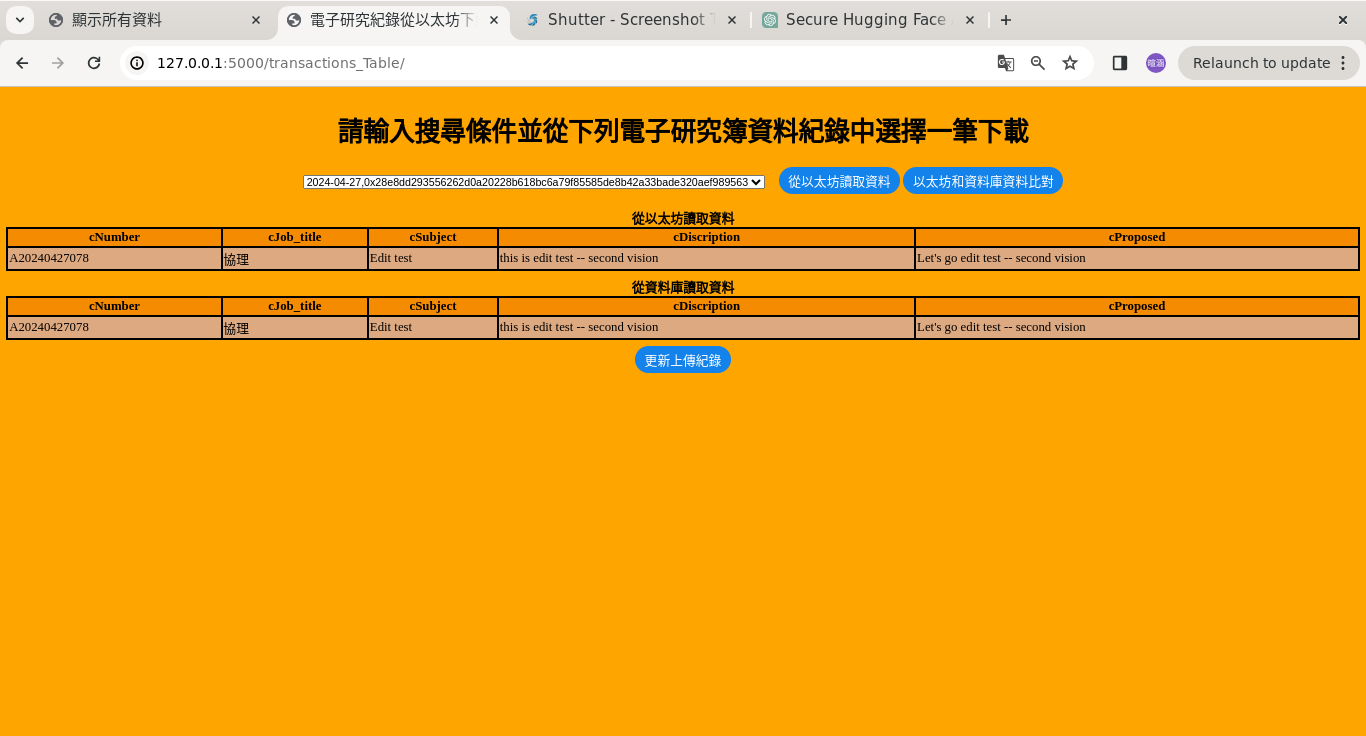 顯示所有資料
電子研究紀錄從以太坊下
Shutter - Screenshot
Secure Hugging Face
127.0.0.1:5000/transactions_Table/
喧涵
Relaunch to update
請輸入搜尋條件並從下列電子研究簿資料紀錄中選擇一筆下載
2024-04-27,0x28e8dd293556262d0a20228b618bc6a79f85585de8b42a33bade320aef989563
從以太坊讀取資料
以太坊和資料庫資料比對
從以太坊讀取資料
cNumber cJob_title cSubject cDiscription cProposed
A20240427078 協理 Edit test this is edit test -- second vision Let's go edit test -- second vision
從資料庫讀取資料
cNumber cJob_title cSubject cDiscription cProposed
A20240427078 協理 Edit test this is edit test -- second vision Let's go edit test -- second vision
更新上傳紀錄